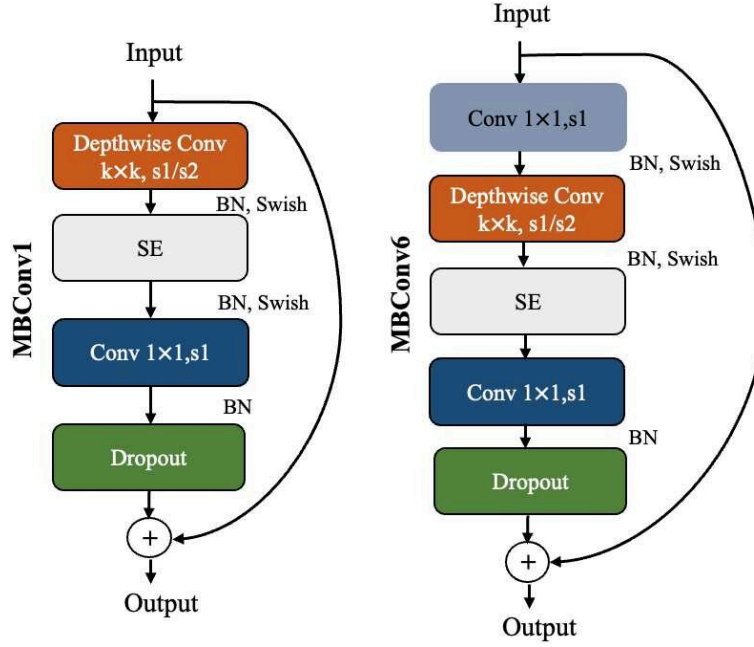 Input
Depthwise Conv
k×k, s1/s2
BN, Swish
SE
BN, Swish
Conv 1×1,s1
BN
Dropout
+
Output
MBConv1
Input
Conv 1×1,s1
BN, Swish
Depthwise Conv
k×k, s1/s2
BN, Swish
SE
Conv 1×1,s1
BN
Dropout
+
Output
MBConv6